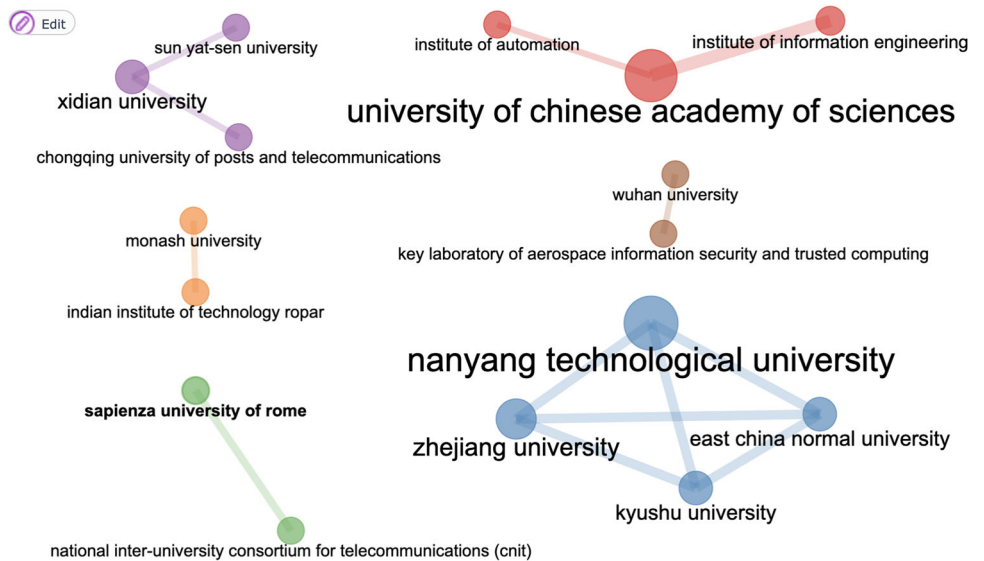 Edit
sun yat-sen university
xidian university
chongqing university of posts and telecommunications
institute of automation
institute of information engineering
university of chinese academy of sciences
wuhan university
key laboratory of aerospace information security and trusted computing
monash university
indian institute of technology ropar
nanyang technological university
zhejiang university
east china normal university
kyushu university
sapienza university of rome
national inter-university consortium for telecommunications (cnit)